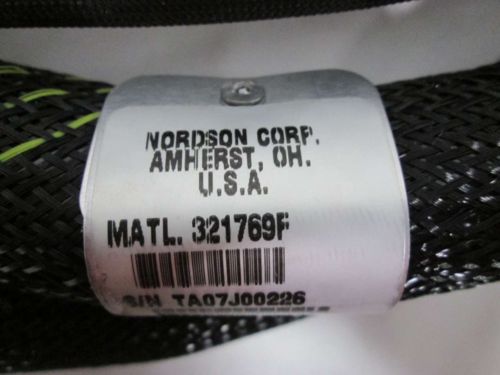 NORDSON CORP.
AMHERST, OH.
U.S.A.
MATL. 321769F
S/N TA07J00226